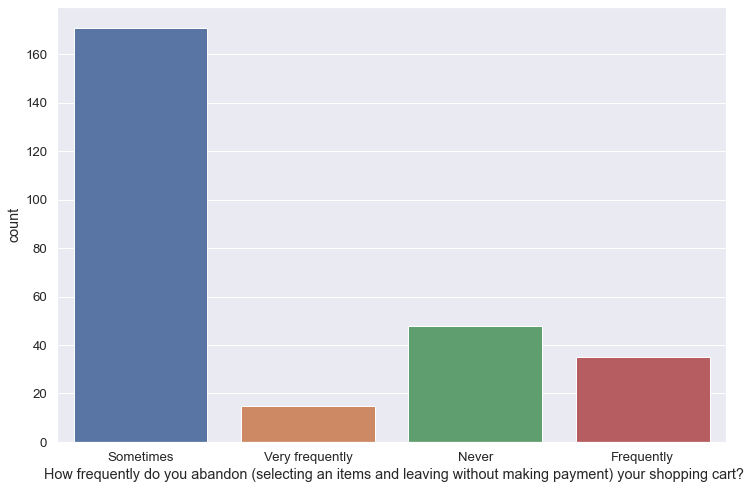 160
140
120
100
80
60
40
20
0
count
Sometimes
Very frequently
Never
Frequently
How frequently do you abandon (selecting an items and leaving without making payment) your shopping cart?